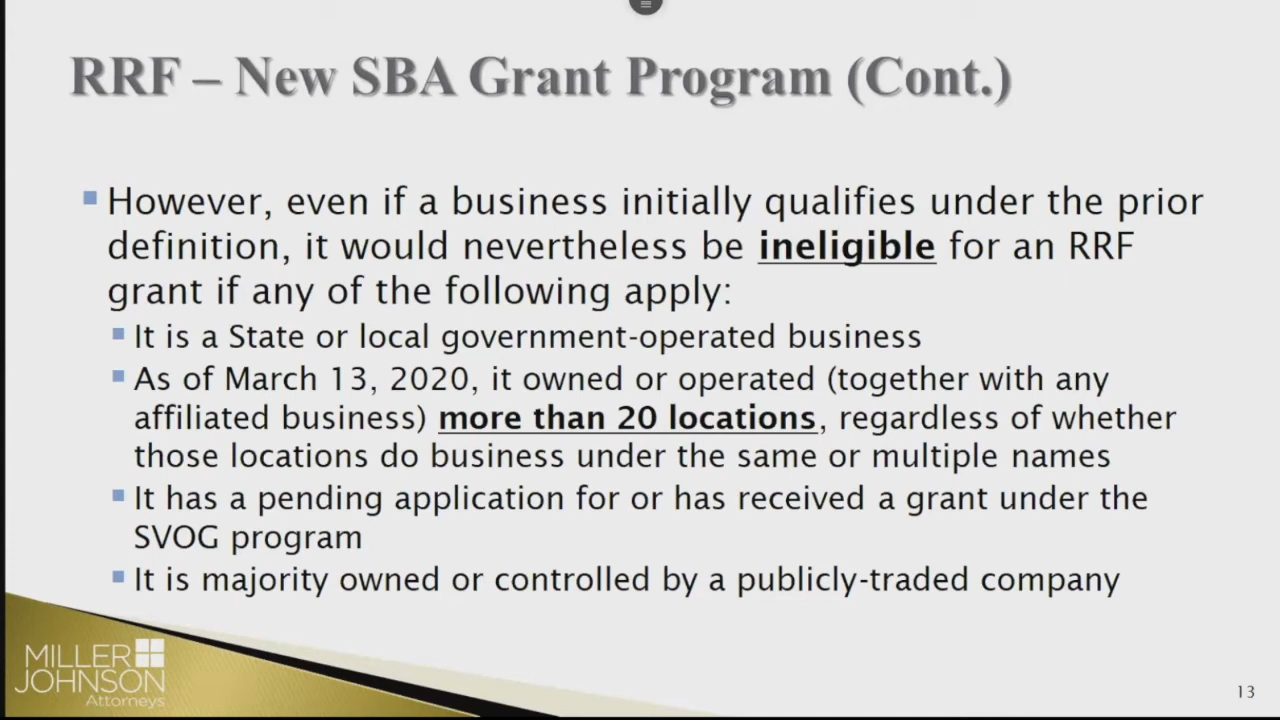 RRF – New SBA Grant Program (Cont.)
However, even if a business initially qualifies under the prior
definition, it would nevertheless be ineligible for an RRF
grant if any of the following apply:
It is a State or local government-operated business
As of March 13, 2020, it owned or operated (together with any
affiliated business) more than 20 locations, regardless of whether
those locations do business under the same or multiple names
It has a pending application for or has received a grant under the
SVOG program
It is majority owned or controlled by a publicly-traded company
MILLER
JOHNSON
Attorneys
13